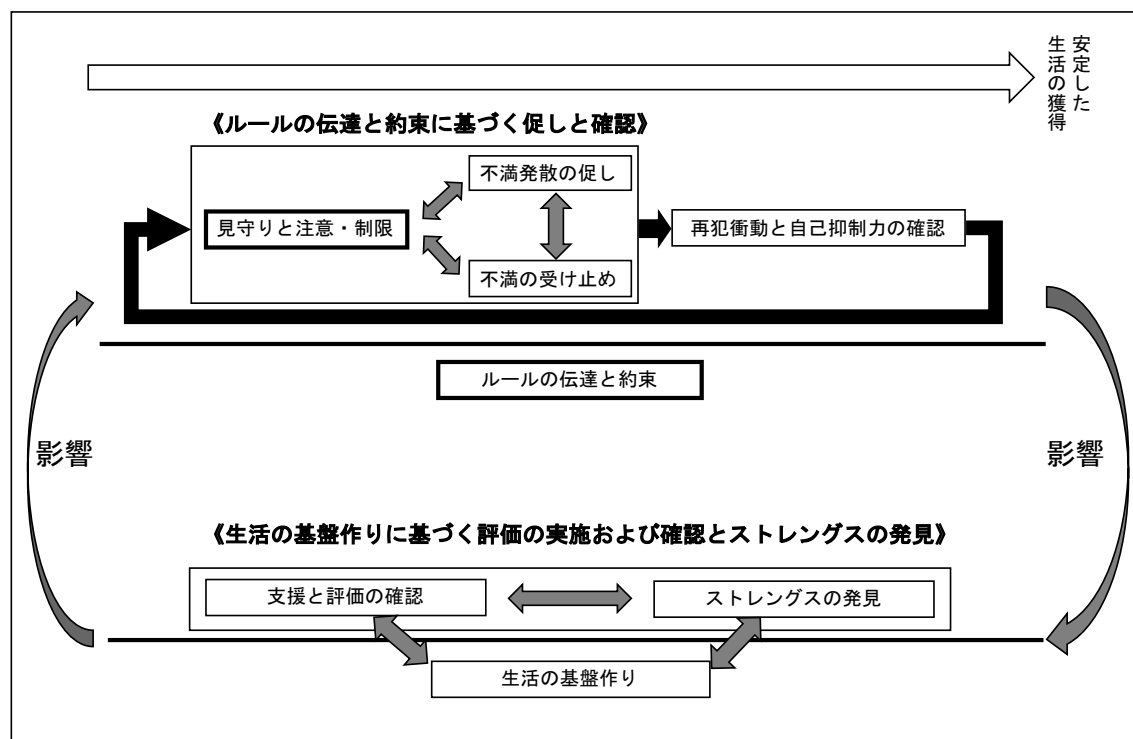 安定した
生活の獲得
《ルールの伝達と約束に基づく促しと確認》
不満発散の促し
見守りと注意・制限
再犯衝動と自己抑制力の確認
不満の受け止め
ルールの伝達と約束
影響
影響
《生活の基盤作りに基づく評価の実施および確認とストレングスの発見》
支援と評価の確認
ストレングスの発見
生活の基盤作り